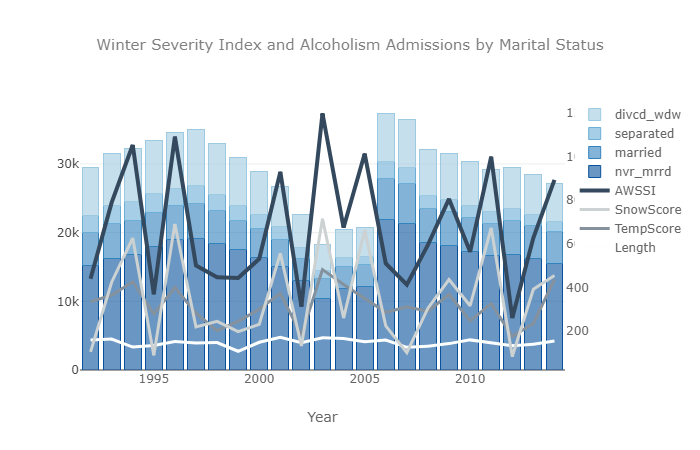 Winter Severity Index and Alcoholism Admissions by Marital Status
30k
20k
10k
0
1995
2000
2005
2010
Year
600
400
200
divcd_wdw
separated
married
nvr_mrrd
AWSSI
SnowScore
TempScore
Length